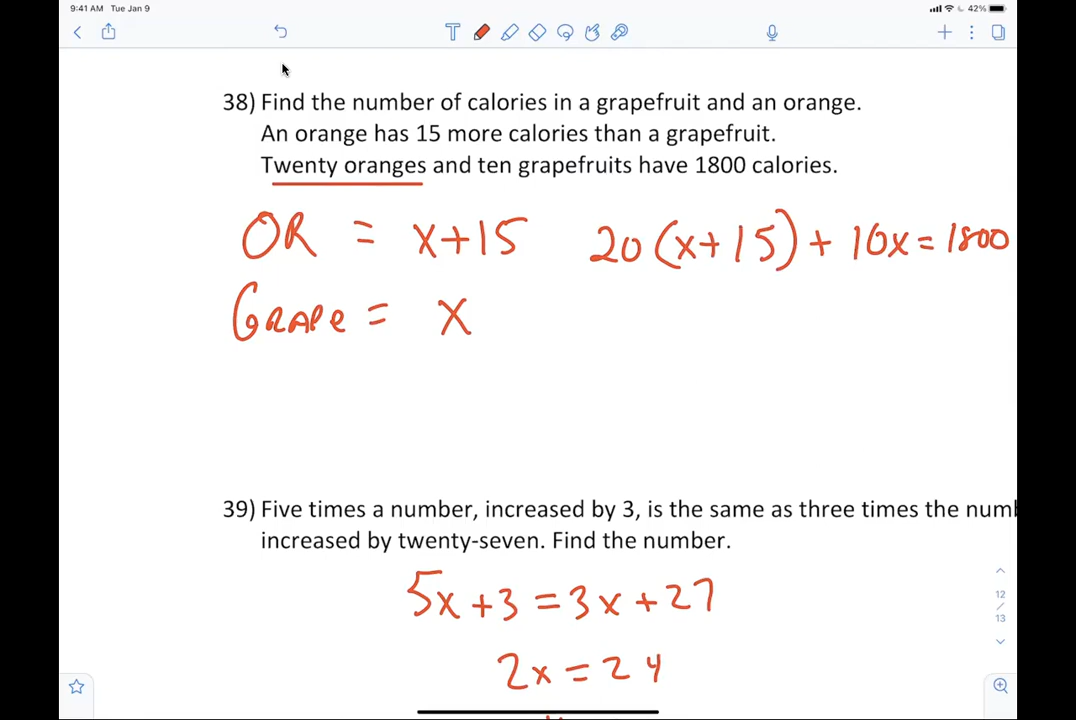 9:41 AM Tue Jan 9
42%
38) Find the number of calories in a grapefruit and an orange.
An orange has 15 more calories than a grapefruit.
Twenty oranges and ten grapefruits have 1800 calories.
OR = x+15 20(x+15)+10x=1800
GRAPe = x
39) Five times a number, increased by 3, is the same as three times the numb
increased by twenty-seven. Find the number.
5x+3=3x+27
2x=24
12
/
13